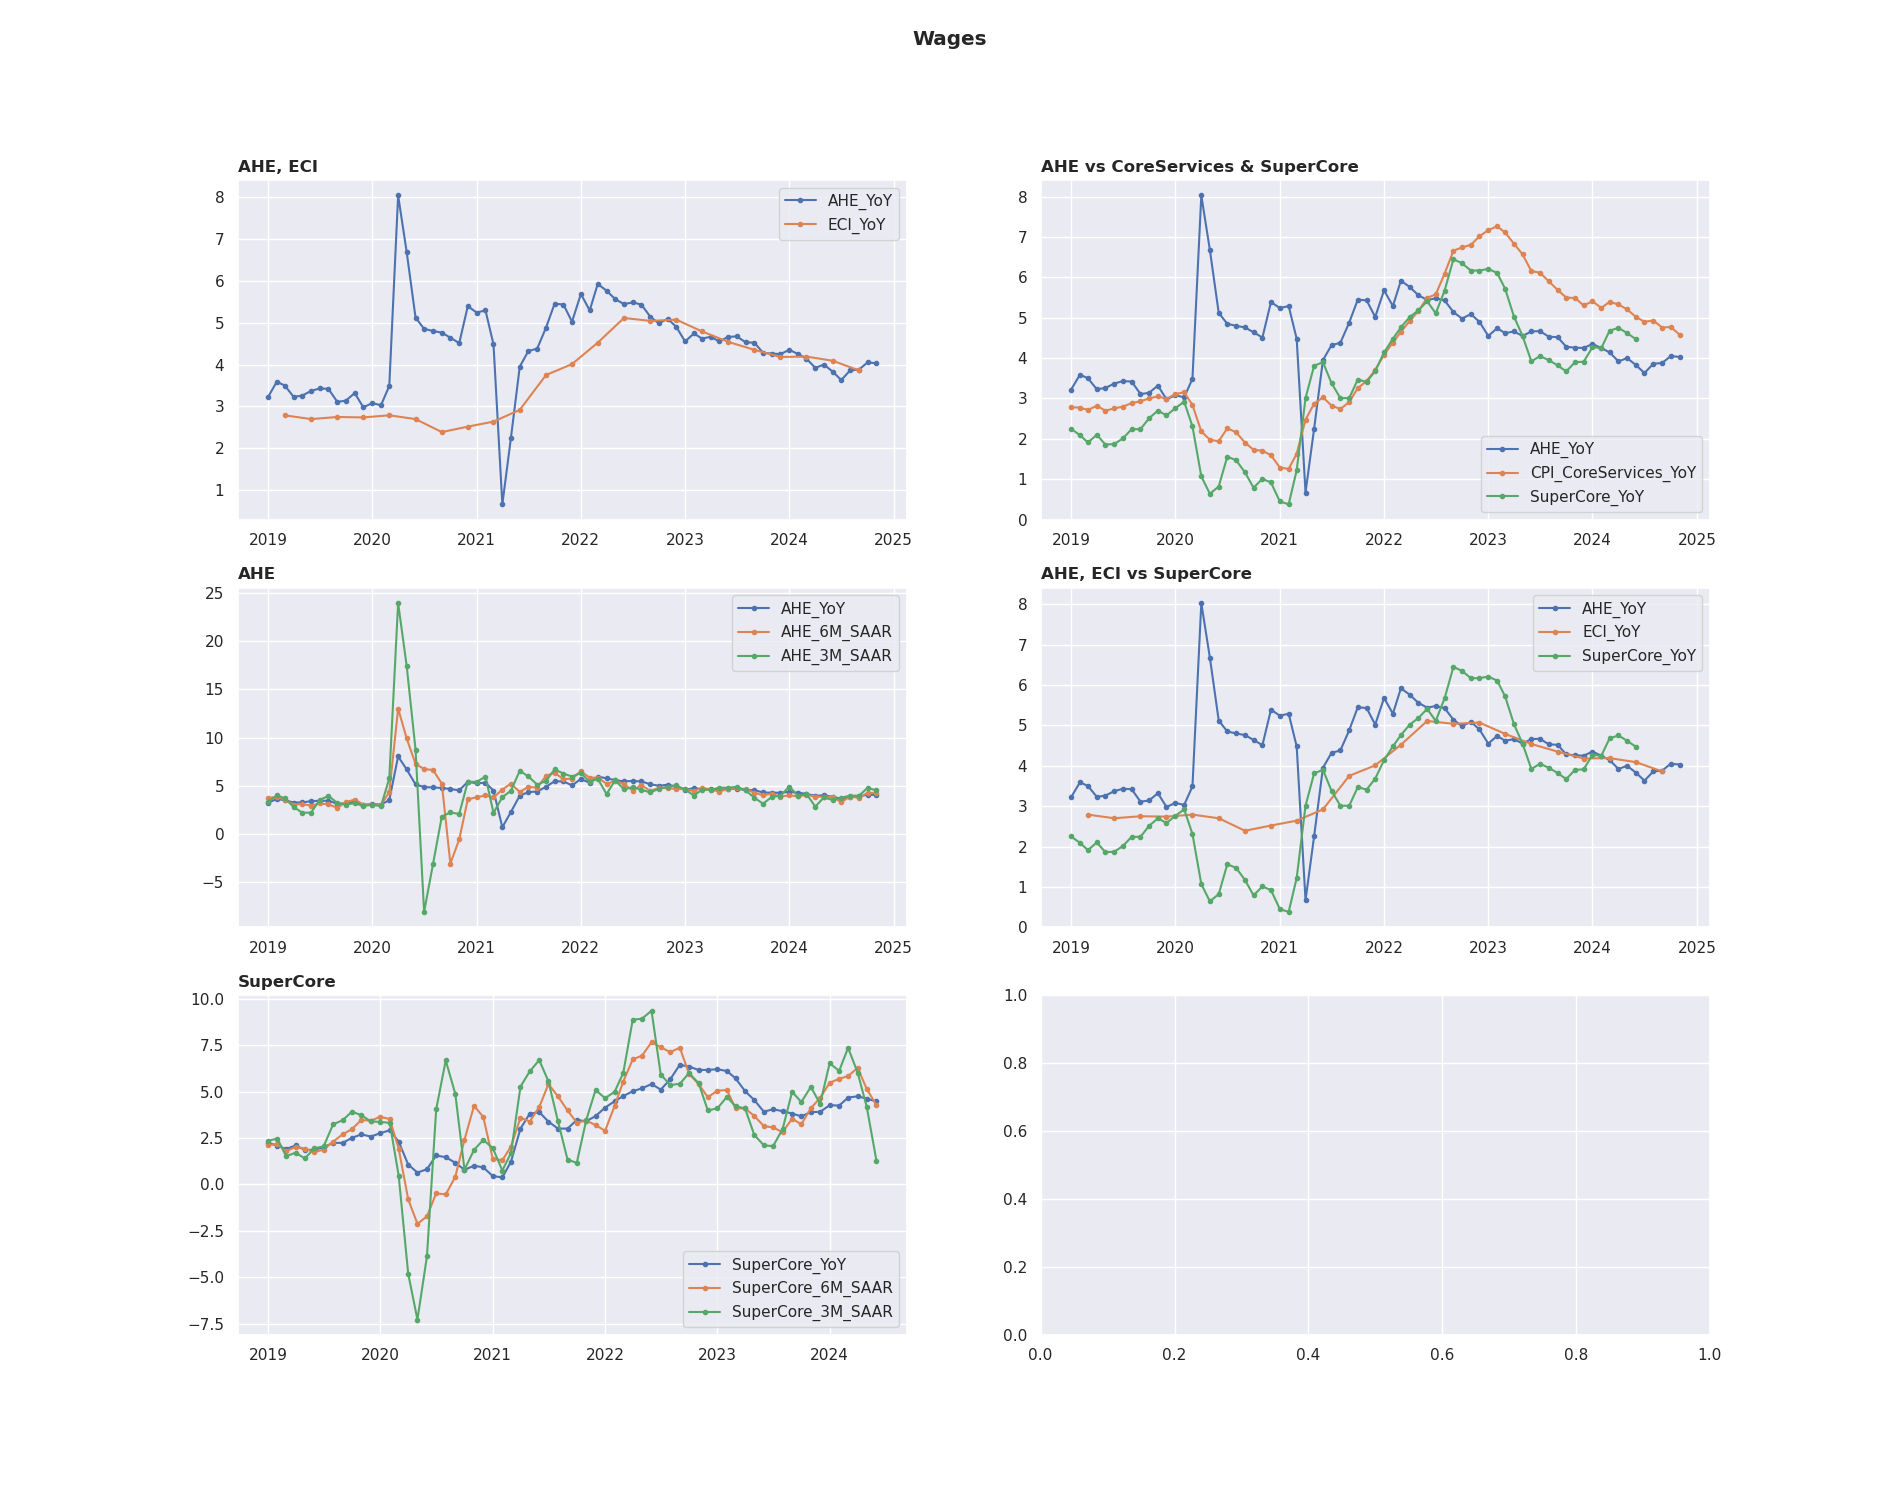 Wages
AHE, ECI
8
7
6
5
4
3
2
1
2019 2020 2021 2022 2023 2024 2025
AHE_YoY
ECI_YoY
AHE vs CoreServices & SuperCore
8
7
6
5
4
3
2
1
0
2019 2020 2021 2022 2023 2024 2025
AHE_YoY
CPI_CoreServices_YoY
SuperCore_YoY
AHE
25
20
15
10
5
0
−5
2019 2020 2021 2022 2023 2024 2025
AHE_YoY
AHE_6M_SAAR
AHE_3M_SAAR
AHE, ECI vs SuperCore
8
7
6
5
4
3
2
1
0
2019 2020 2021 2022 2023 2024 2025
AHE_YoY
ECI_YoY
SuperCore_YoY
SuperCore
10.0
7.5
5.0
2.5
0.0
−2.5
−5.0
−7.5
2019 2020 2021 2022 2023 2024
SuperCore_YoY
SuperCore_6M_SAAR
SuperCore_3M_SAAR
1.0
0.8
0.6
0.4
0.2
0.0
0.0 0.2 0.4 0.6 0.8 1.0